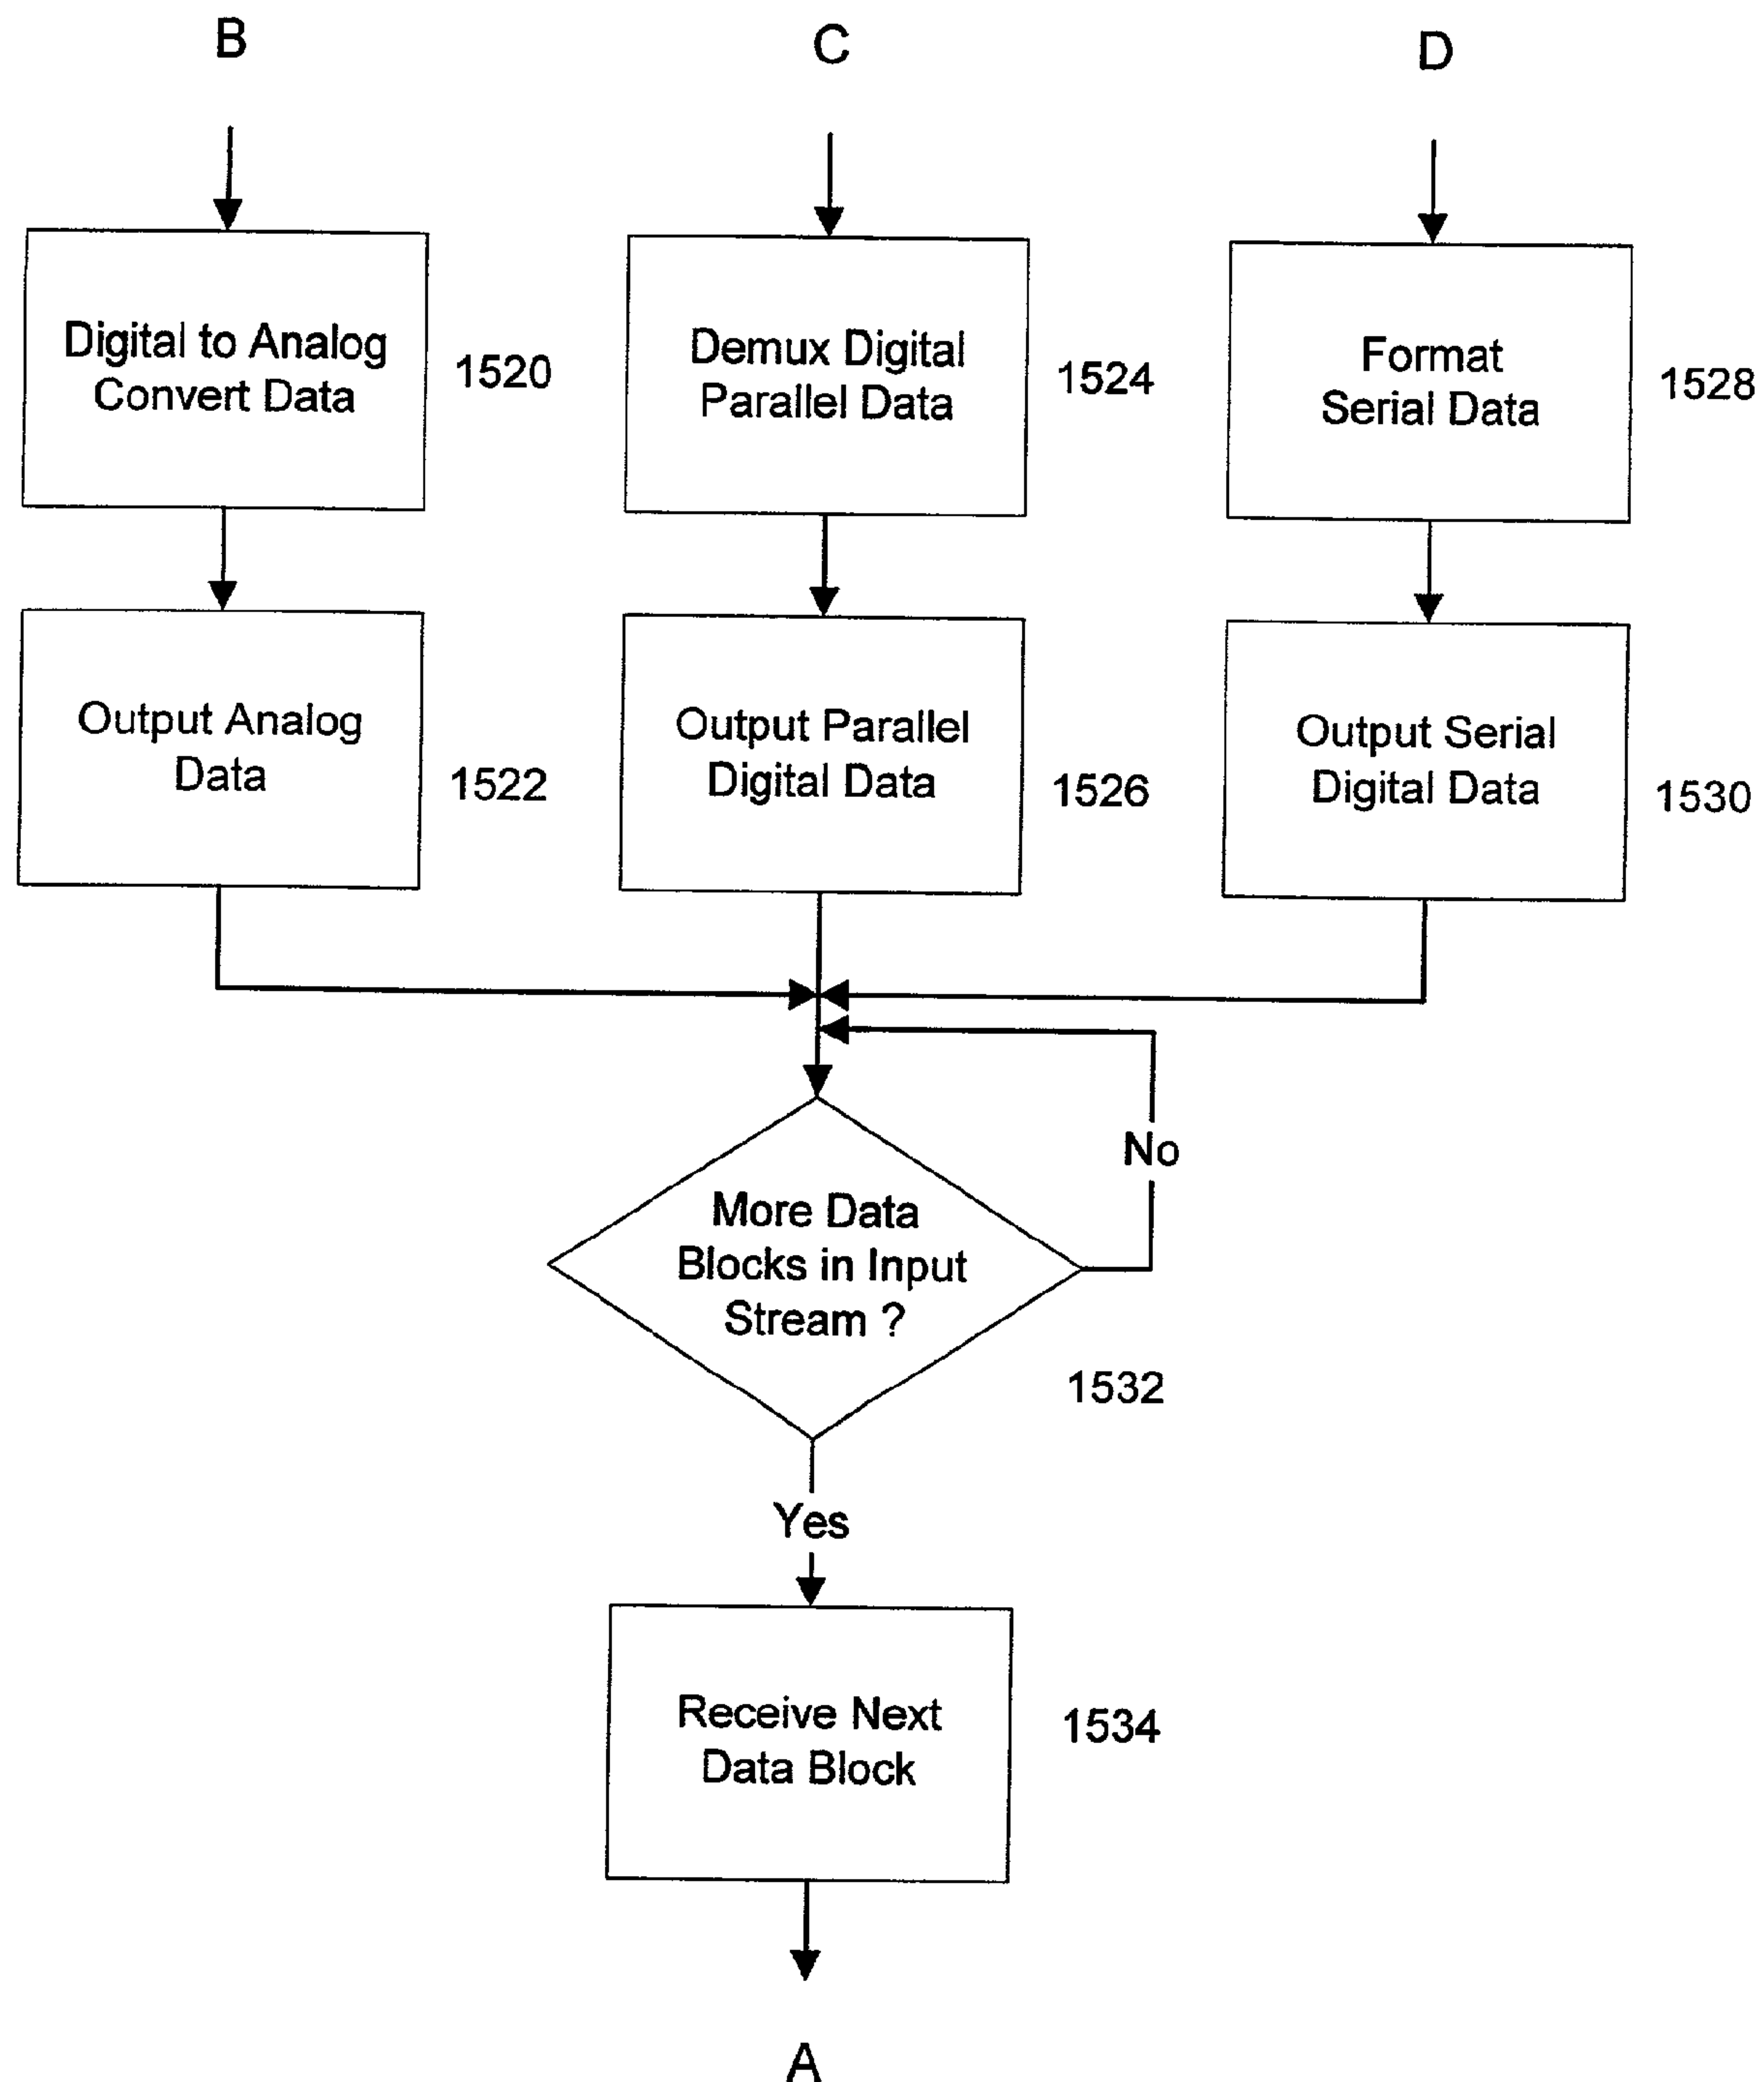 B
C
D
Digital to Analog
Convert Data
1520
Demux Digital
Parallel Data
1524
Format
Serial Data
1528
Output Analog
Data
1522
Output Parallel
Digital Data
1526
Output Serial
Digital Data
1530
No
More Data
Blocks in Input
Stream ?
1532
Yes
Receive Next
Data Block
1534
A